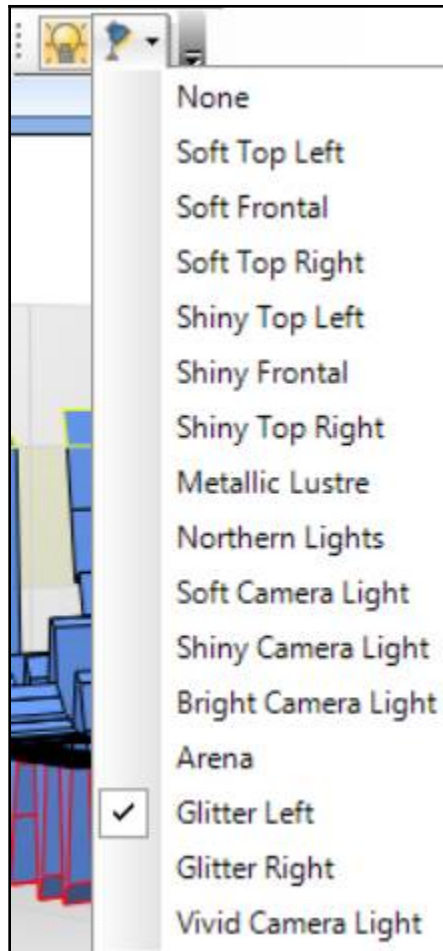 None
Soft Top Left
Soft Frontal
Soft Top Right
Shiny Top Left
Shiny Frontal
Shiny Top Right
Metallic Lustre
Northern Lights
Soft Camera Light
Shiny Camera Light
Bright Camera Light
Arena
Glitter Left
Glitter Right
Vivid Camera Light